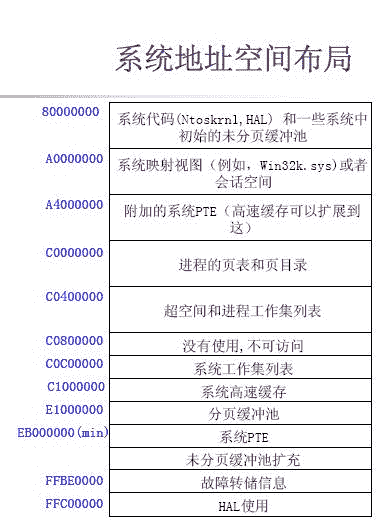 系统地址空间布局
80000000
系统代码(Ntoskrnl,HAL) 和一些系统中
初始的未分页缓冲池
A0000000
系统映射视图（例如，Win32k.sys)或者
会话空间
A4000000
附加的系统PTE（高速缓存可以扩展到
这）
C0000000
进程的页表和页目录
C0400000
超空间和进程工作集列表
C0800000
没有使用,不可访问
C0C00000
系统工作集列表
C1000000
系统高速缓存
E1000000
分页缓冲池
EB000000(min)
系统PTE
未分页缓冲池扩充
FFBE0000
故障转储信息
FFC00000
HAL使用